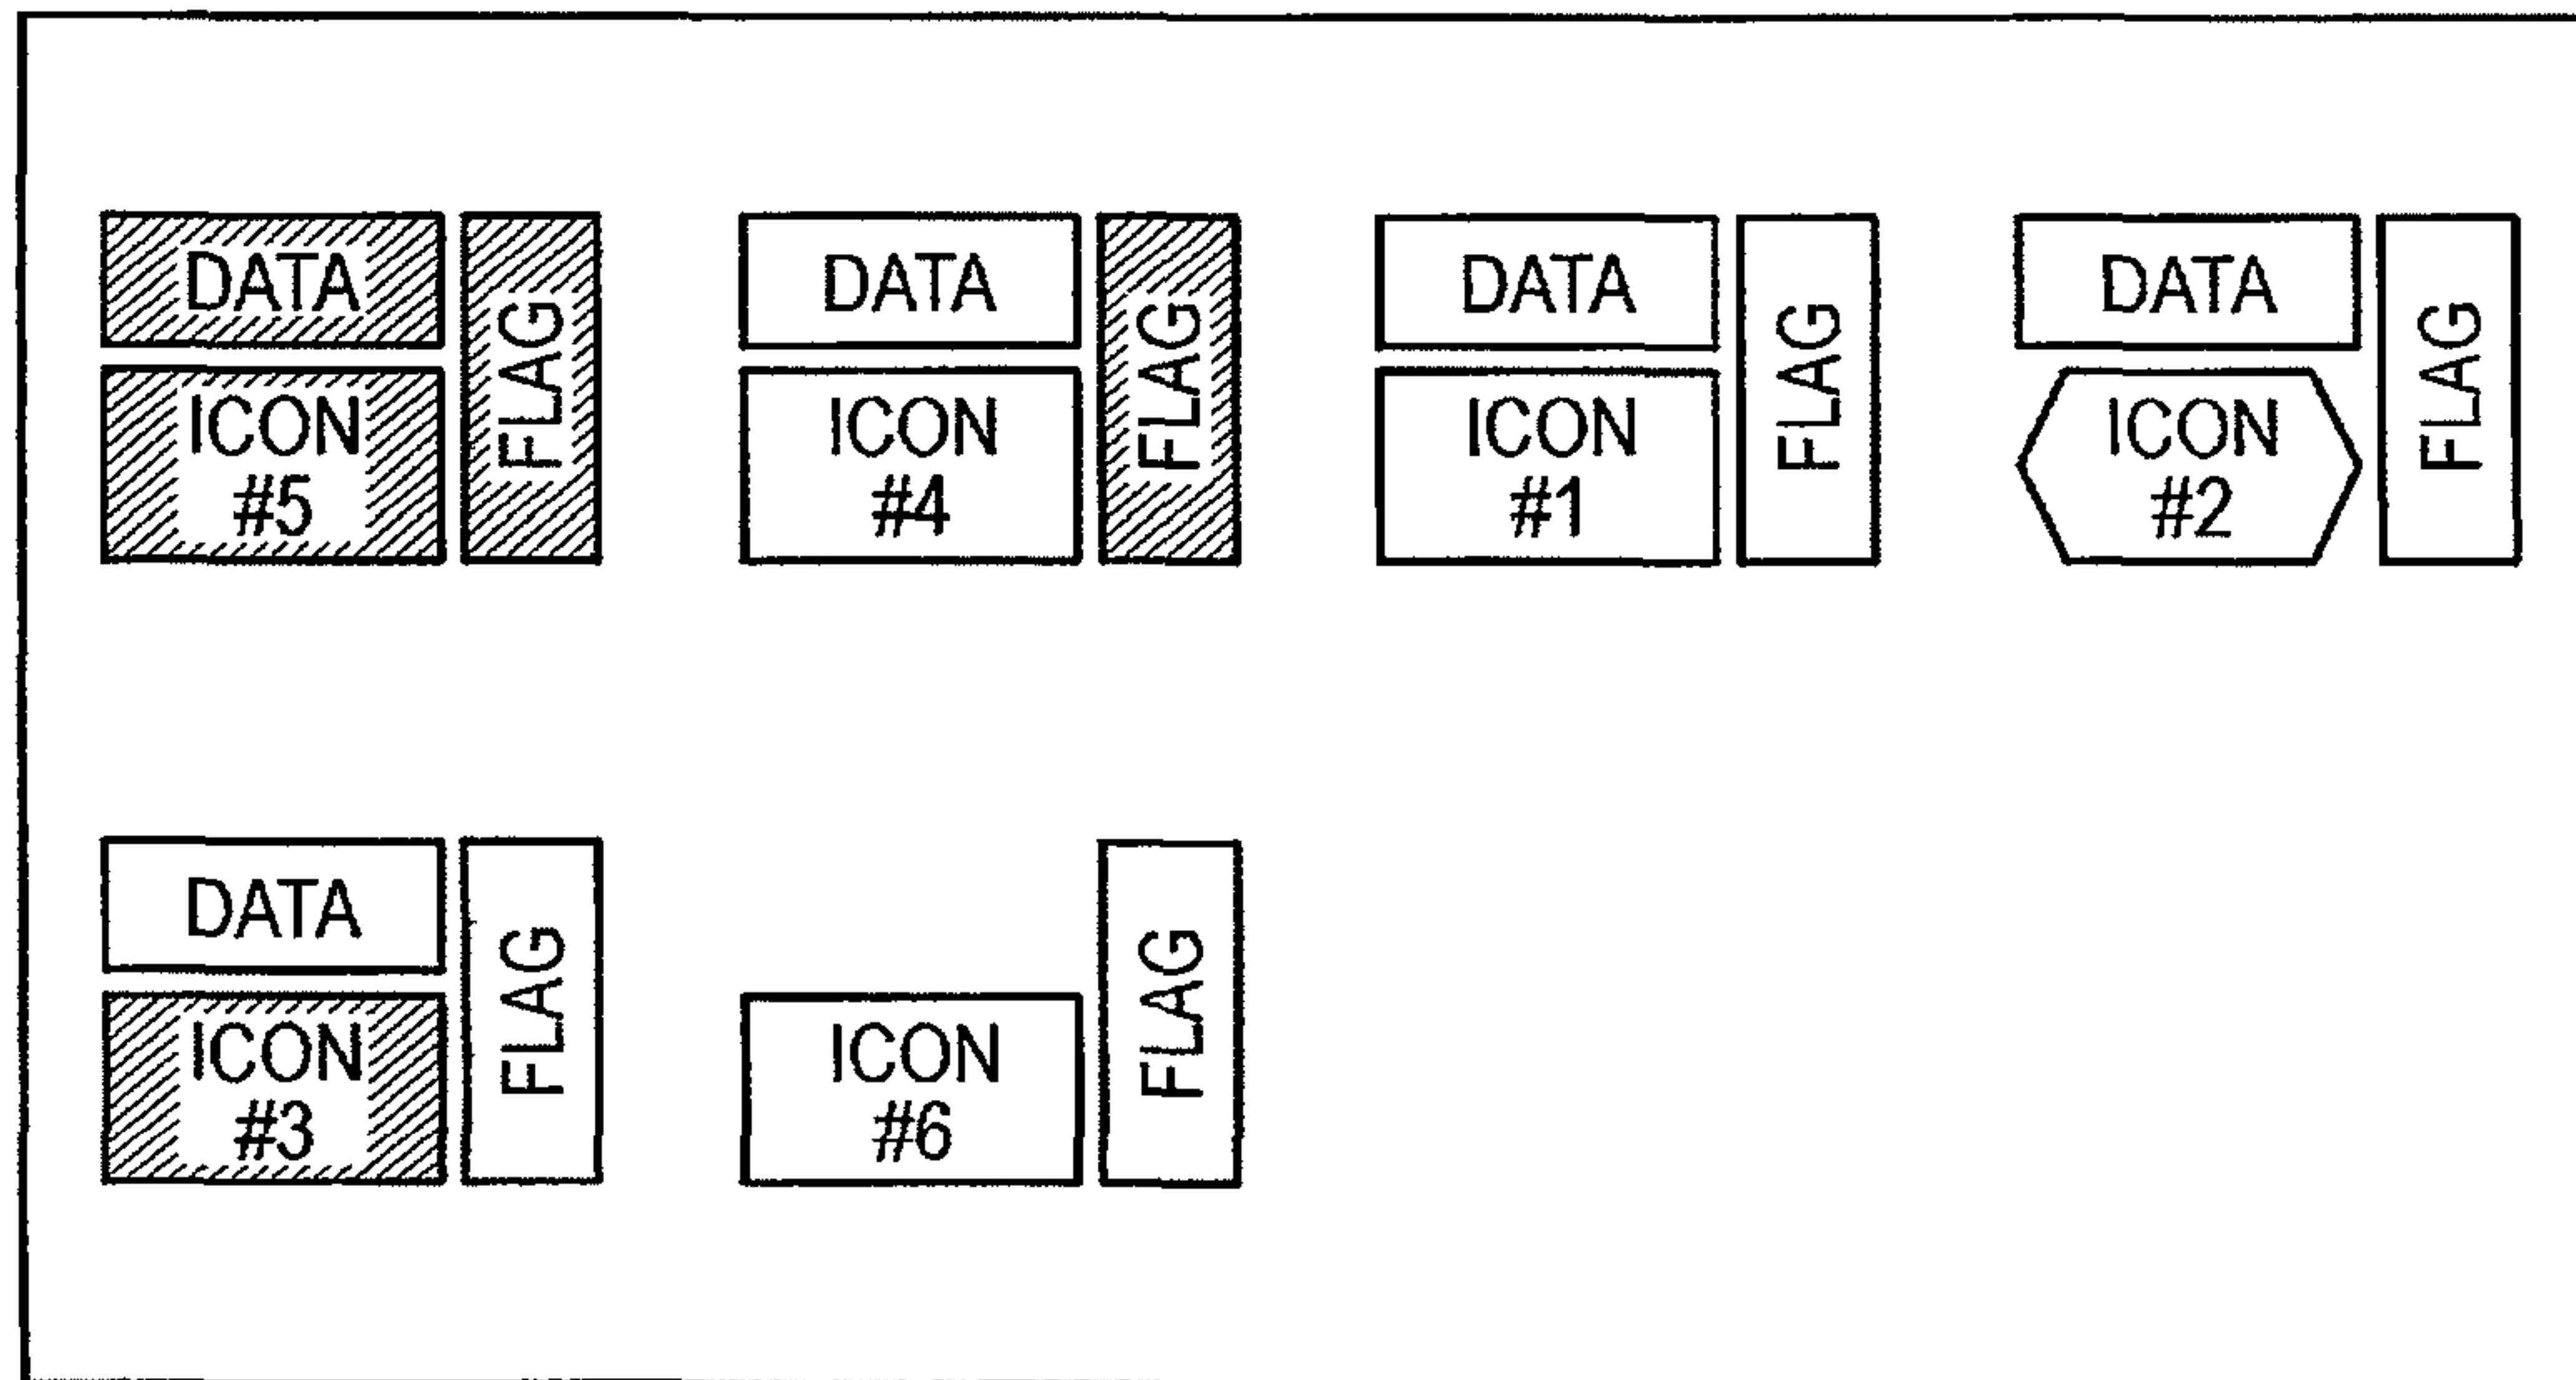 DATA
FLAG
ICON
#5
DATA
FLAG
ICON
#4
DATA
FLAG
ICON
#1
DATA
FLAG
ICON
#2
DATA
FLAG
ICON
#3
FLAG
ICON
#6